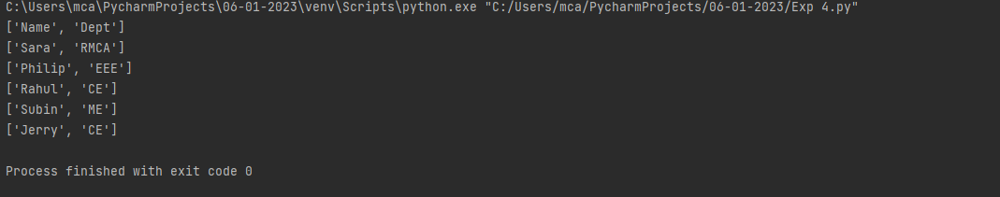 C:\Users\mca\PycharmProjects\06-01-2023\venv\Scripts\python.exe "C:/Users/mca/PycharmProjects/06-01-2023/Exp 4.py"
['Name', 'Dept']
['Sara', 'RMCA']
['Philip', 'EEE']
['Rahul', 'CE']
['Subin', 'ME']
['Jerry', 'CE']
Process finished with exit code 0